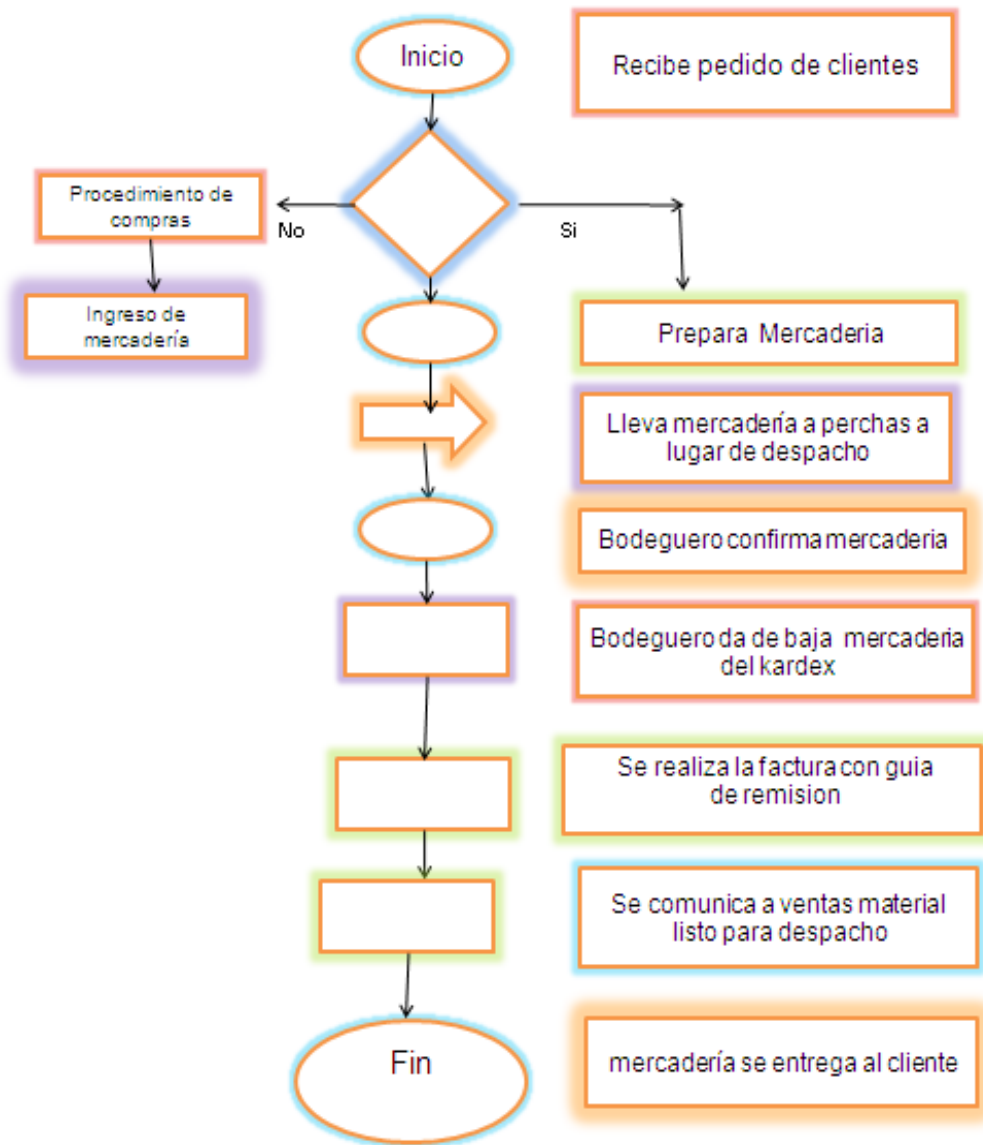 Inicio
Recibe pedido de clientes
Procedimiento de
compras
No
Si
Ingreso de
mercadería
Prepara Mercaderia
Lleva mercadería a perchas a
lugar de despacho
Bodeguero confirma mercaderia
Bodeguero da de baja mercaderia
del kardex
Se realiza la factura con guia
de remision
Se comunica a ventas material
listo para despacho
Fin
mercadería se entrega al cliente